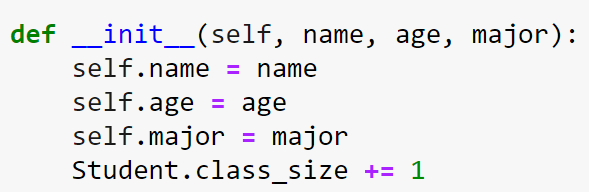 def __init__(self, name, age, major):
    self.name = name
    self.age = age
    self.major = major
    Student.class_size += 1